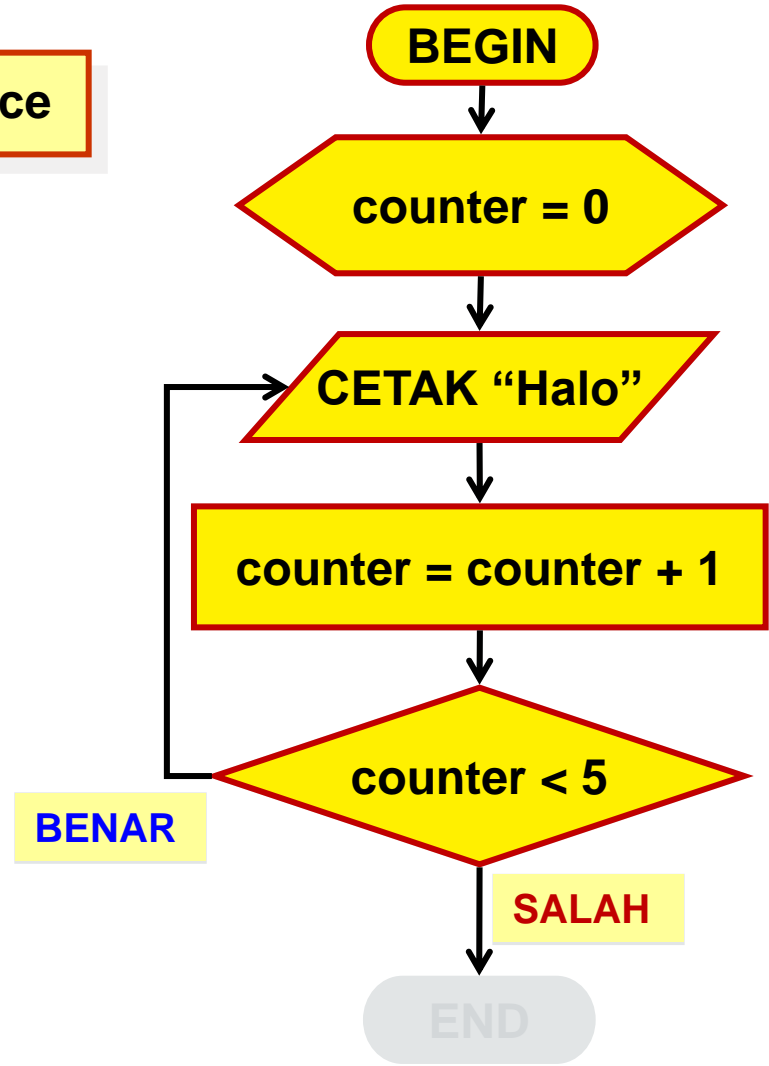 BEGIN
ce
counter = 0
CETAK “Halo”
counter = counter + 1
counter < 5
BENAR
SALAH
END